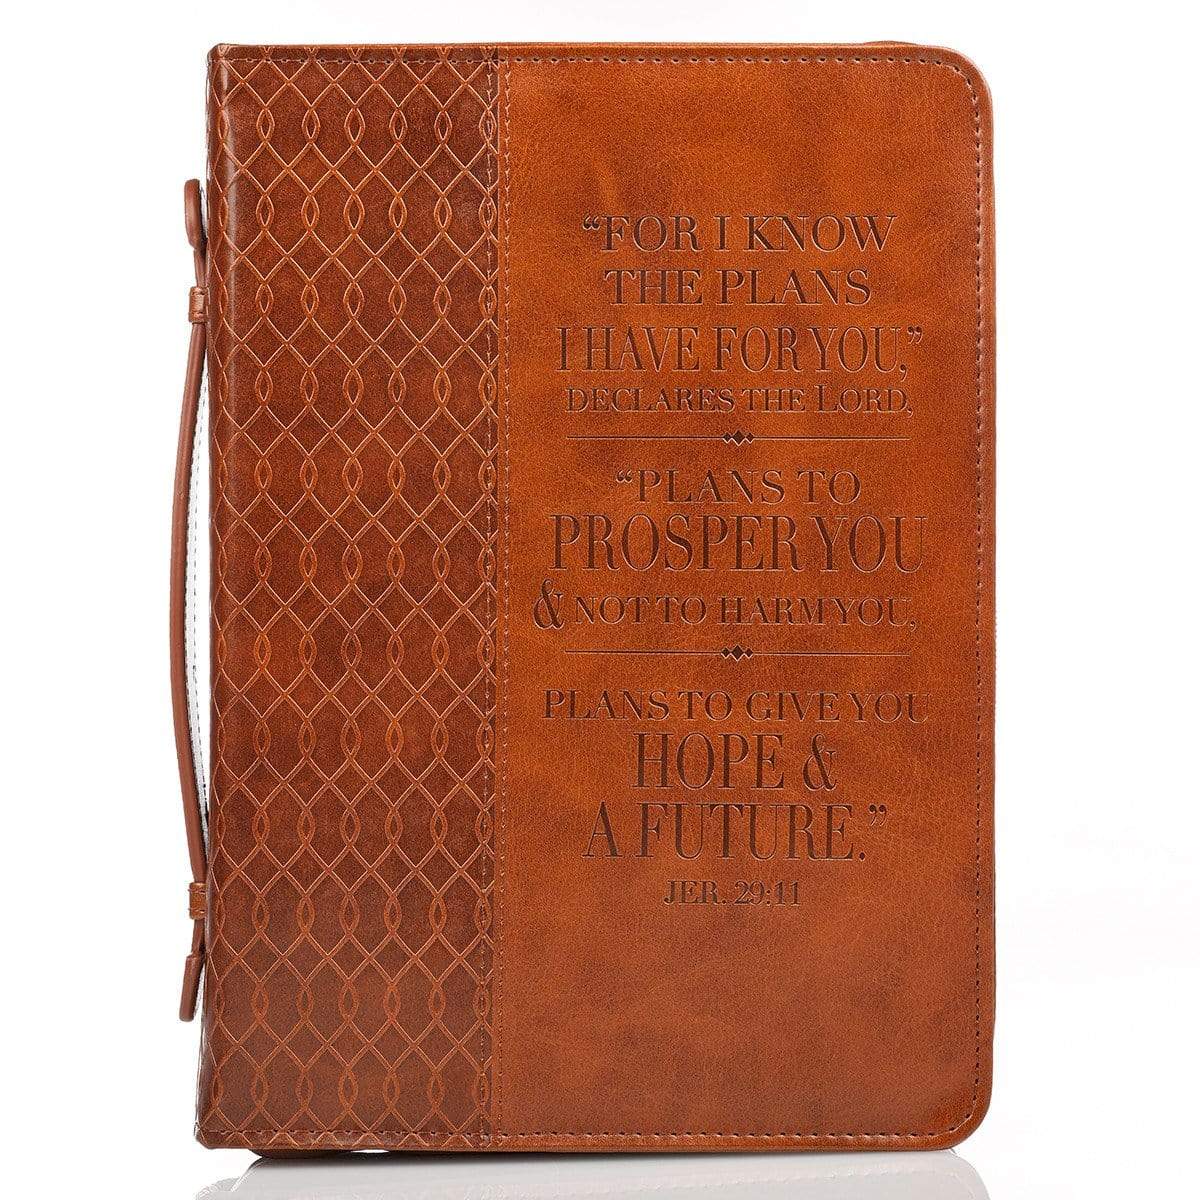 “FOR I KNOW
THE PLANS
I HAVE FOR YOU,”
DECLARES THE LORD,
“PLANS TO
PROSPER YOU
& NOT TO HARM YOU,
PLANS TO GIVE YOU
HOPE &
A FUTURE.”
JER. 29:11